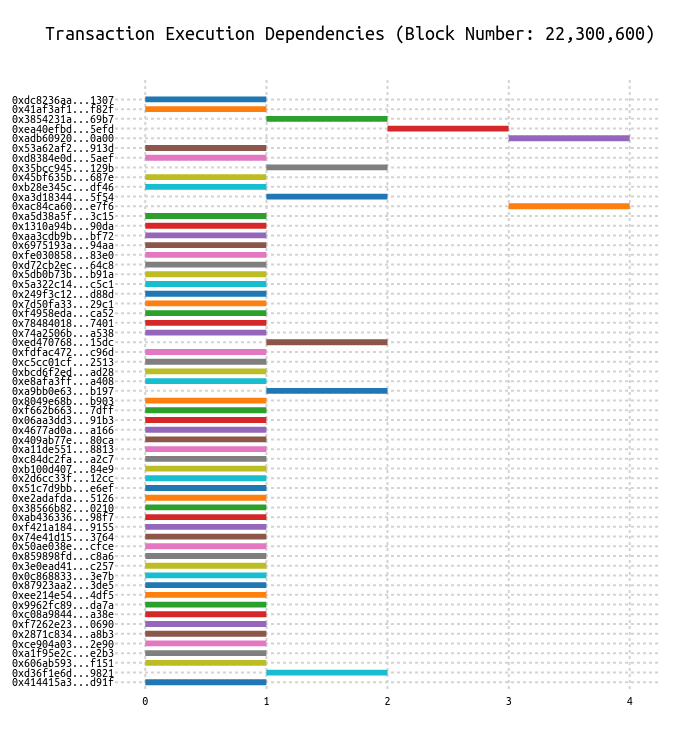 Transaction Execution Dependencies (Block Number: 22,300,600)
0xdc8236aa...1307
0x41af3af1...f82f
0x3854231a...69b7
0xea40efbd...5efd
0xadb60920...0a00
0x53a62af2...913d
0xd8384e0d...5aef
0x35bcc945...129b
0x45bf635b...687e
0xb28e345c...df46
0xa3d18344...5f54
0xac84ca60...e7f6
0xa5d38a5f...3c15
0x1310a94b...90da
0xaa3cdb9b...bf72
0x6975193a...94aa
0xfe030858...83e0
0xd72cb2ec...64c8
0x5db0b73b...b91a
0x5a322c14...c5c1
0x249f3c12...d88d
0x7d50fa33...29c1
0xf4958eda...ca52
0x78484018...7401
0x74a2506b...a538
0xed470768...15dc
0xfdfac472...c96d
0xc5cc01cf...2513
0xbcd6f2ed...ad28
0xe8afa3ff...a408
0xa9bb0e63...b197
0x8049e68b...b903
0xf662b663...7dff
0x06aa3dd3...91b3
0x4677ad0a...a166
0x409ab77e...80ca
0xa11de551...8813
0xc84dc2fa...a2c7
0xb100d407...84e9
0x2d6cc33f...12cc
0x51c7d9bb...e6ef
0xe2adafda...5126
0x38566b82...0210
0xab436336...98f7
0xf421a184...9155
0x74e41d15...3764
0x50ae038e...cfce
0x859898fd...c8a6
0x3e0ead41...c257
0x0c868833...3e7b
0x87923aa2...3de5
0xee214e54...4df5
0x9962fc89...da7a
0xc08a9844...a38e
0xf7262e23...0690
0x2871c834...a8b3
0xce904a03...2e90
0xa1f95e2c...e2b3
0x606ab593...f151
0xd36f1e6d...9821
0x414415a3...d91f
0 1 2 3 4